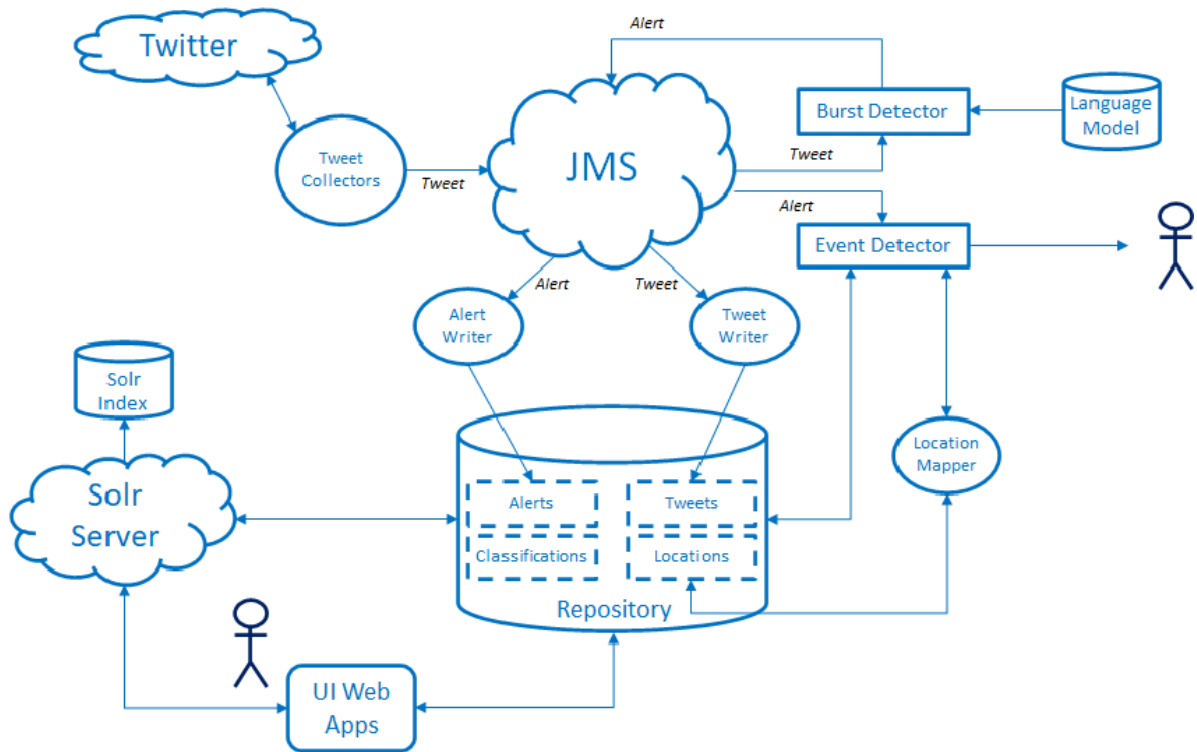 Alert
Twitter
Burst Detector
Language
Model
JMS
Tweet
Collectors
Tweet
Tweet
Alert
Event Detector
Alert
Tweet
Alert
Writer
Tweet
Writer
Solr
Index
Location
Mapper
Solr
Server
Alerts
Tweets
Classifications
Locations
Repository
UI Web
Apps